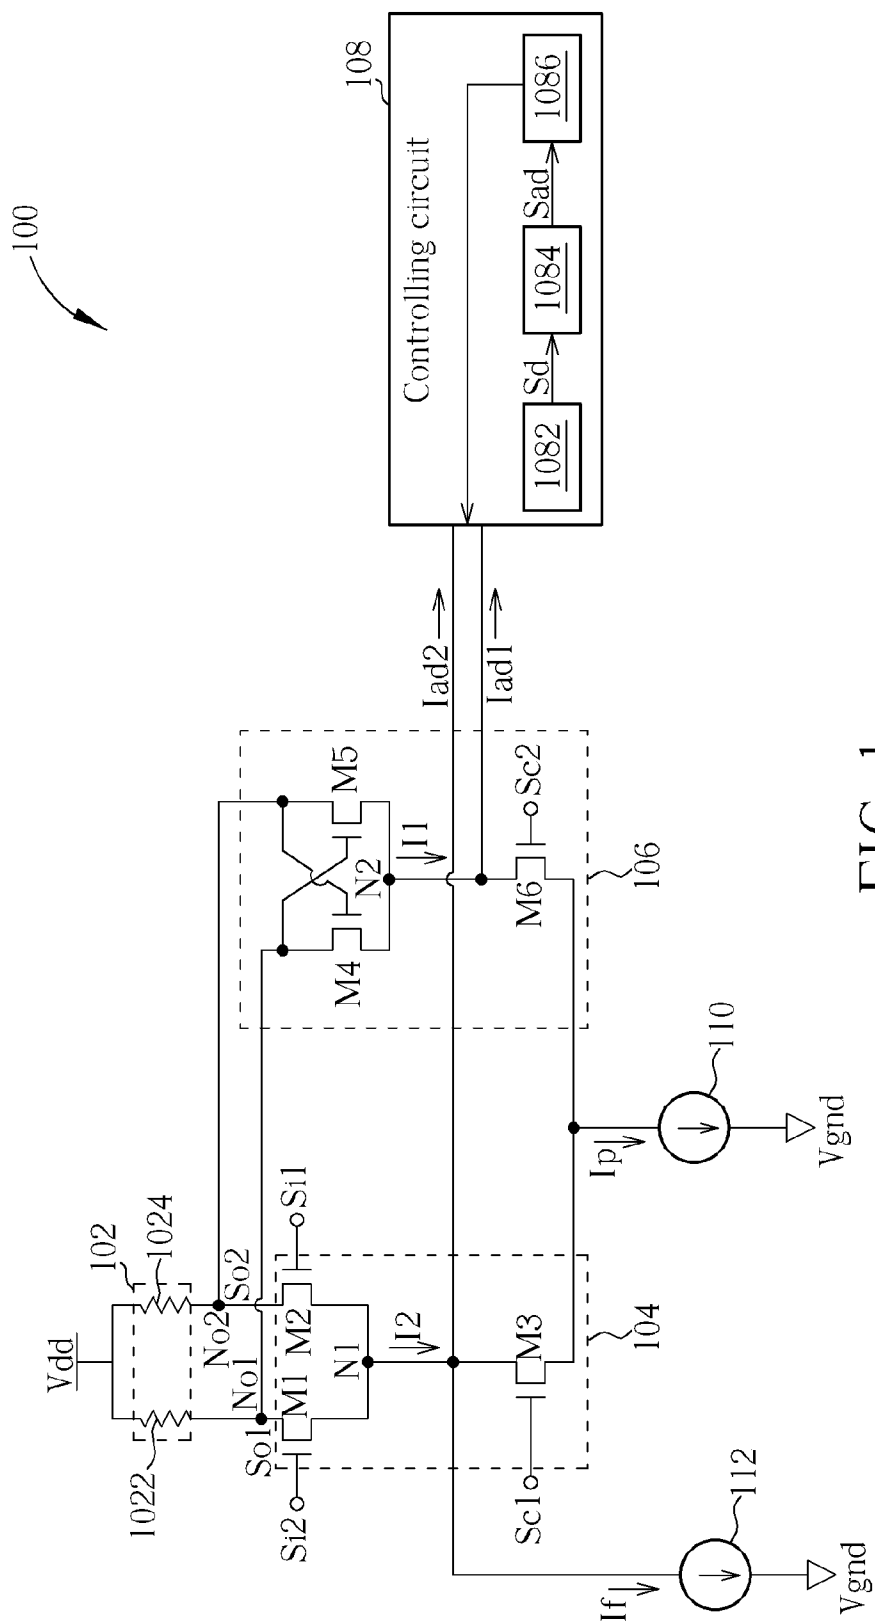 100
Vdd
102
1024
1022
No2
So2
No1
So1
M1
M2
Si1
Si2
N1
I2
M3
Sc1
104
If
112
Vgnd
Ip
110
Vgnd
M4
M5
N2
I1
M6
Sc2
106
Iad2
Iad1
108
Controlling circuit
1082
Sd
1084
Sad
1086
FIG. 1